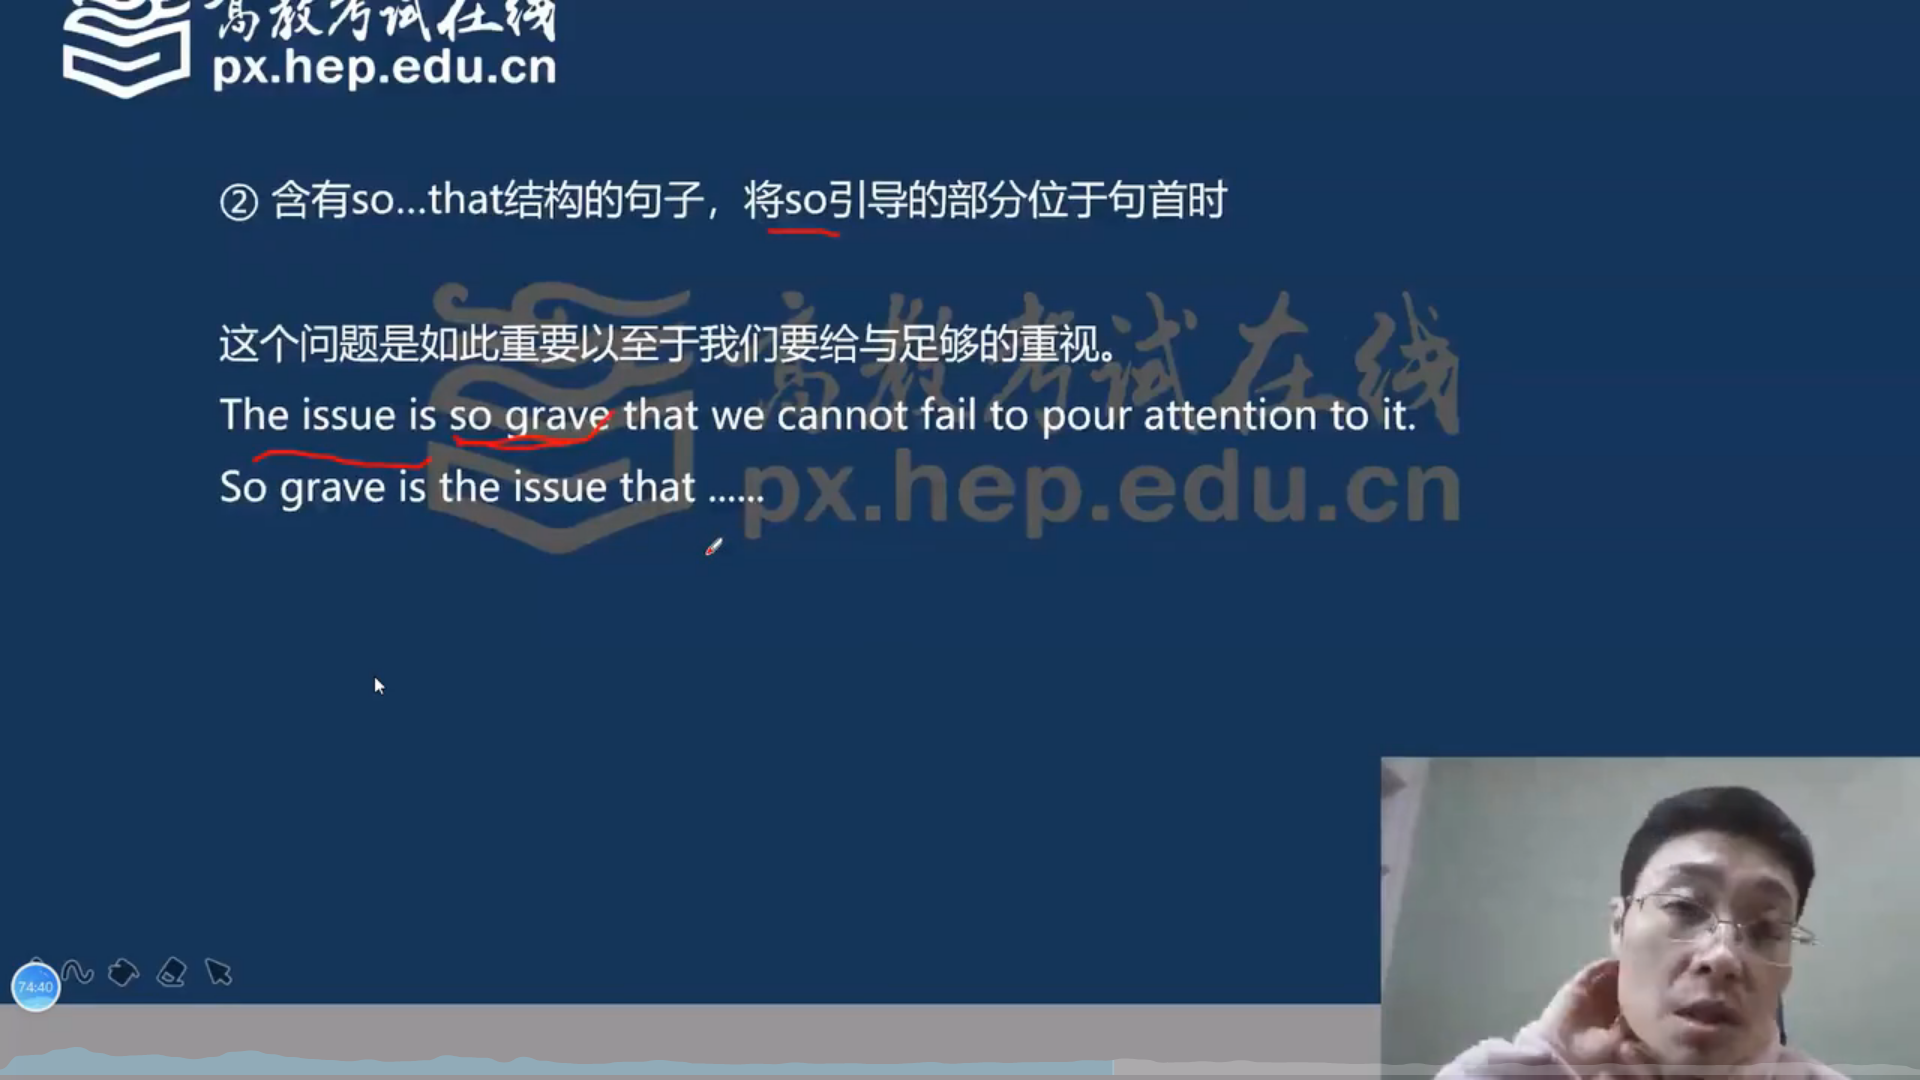 高教考试在线
px.hep.edu.cn
② 含有so...that结构的句子，将so引导的部分位于句首时
这个问题是如此重要以至于我们要给与足够的重视。
The issue is so grave that we cannot fail to pour attention to it.
So grave is the issue that ......
高教考试在线
px.hep.edu.cn
74:40